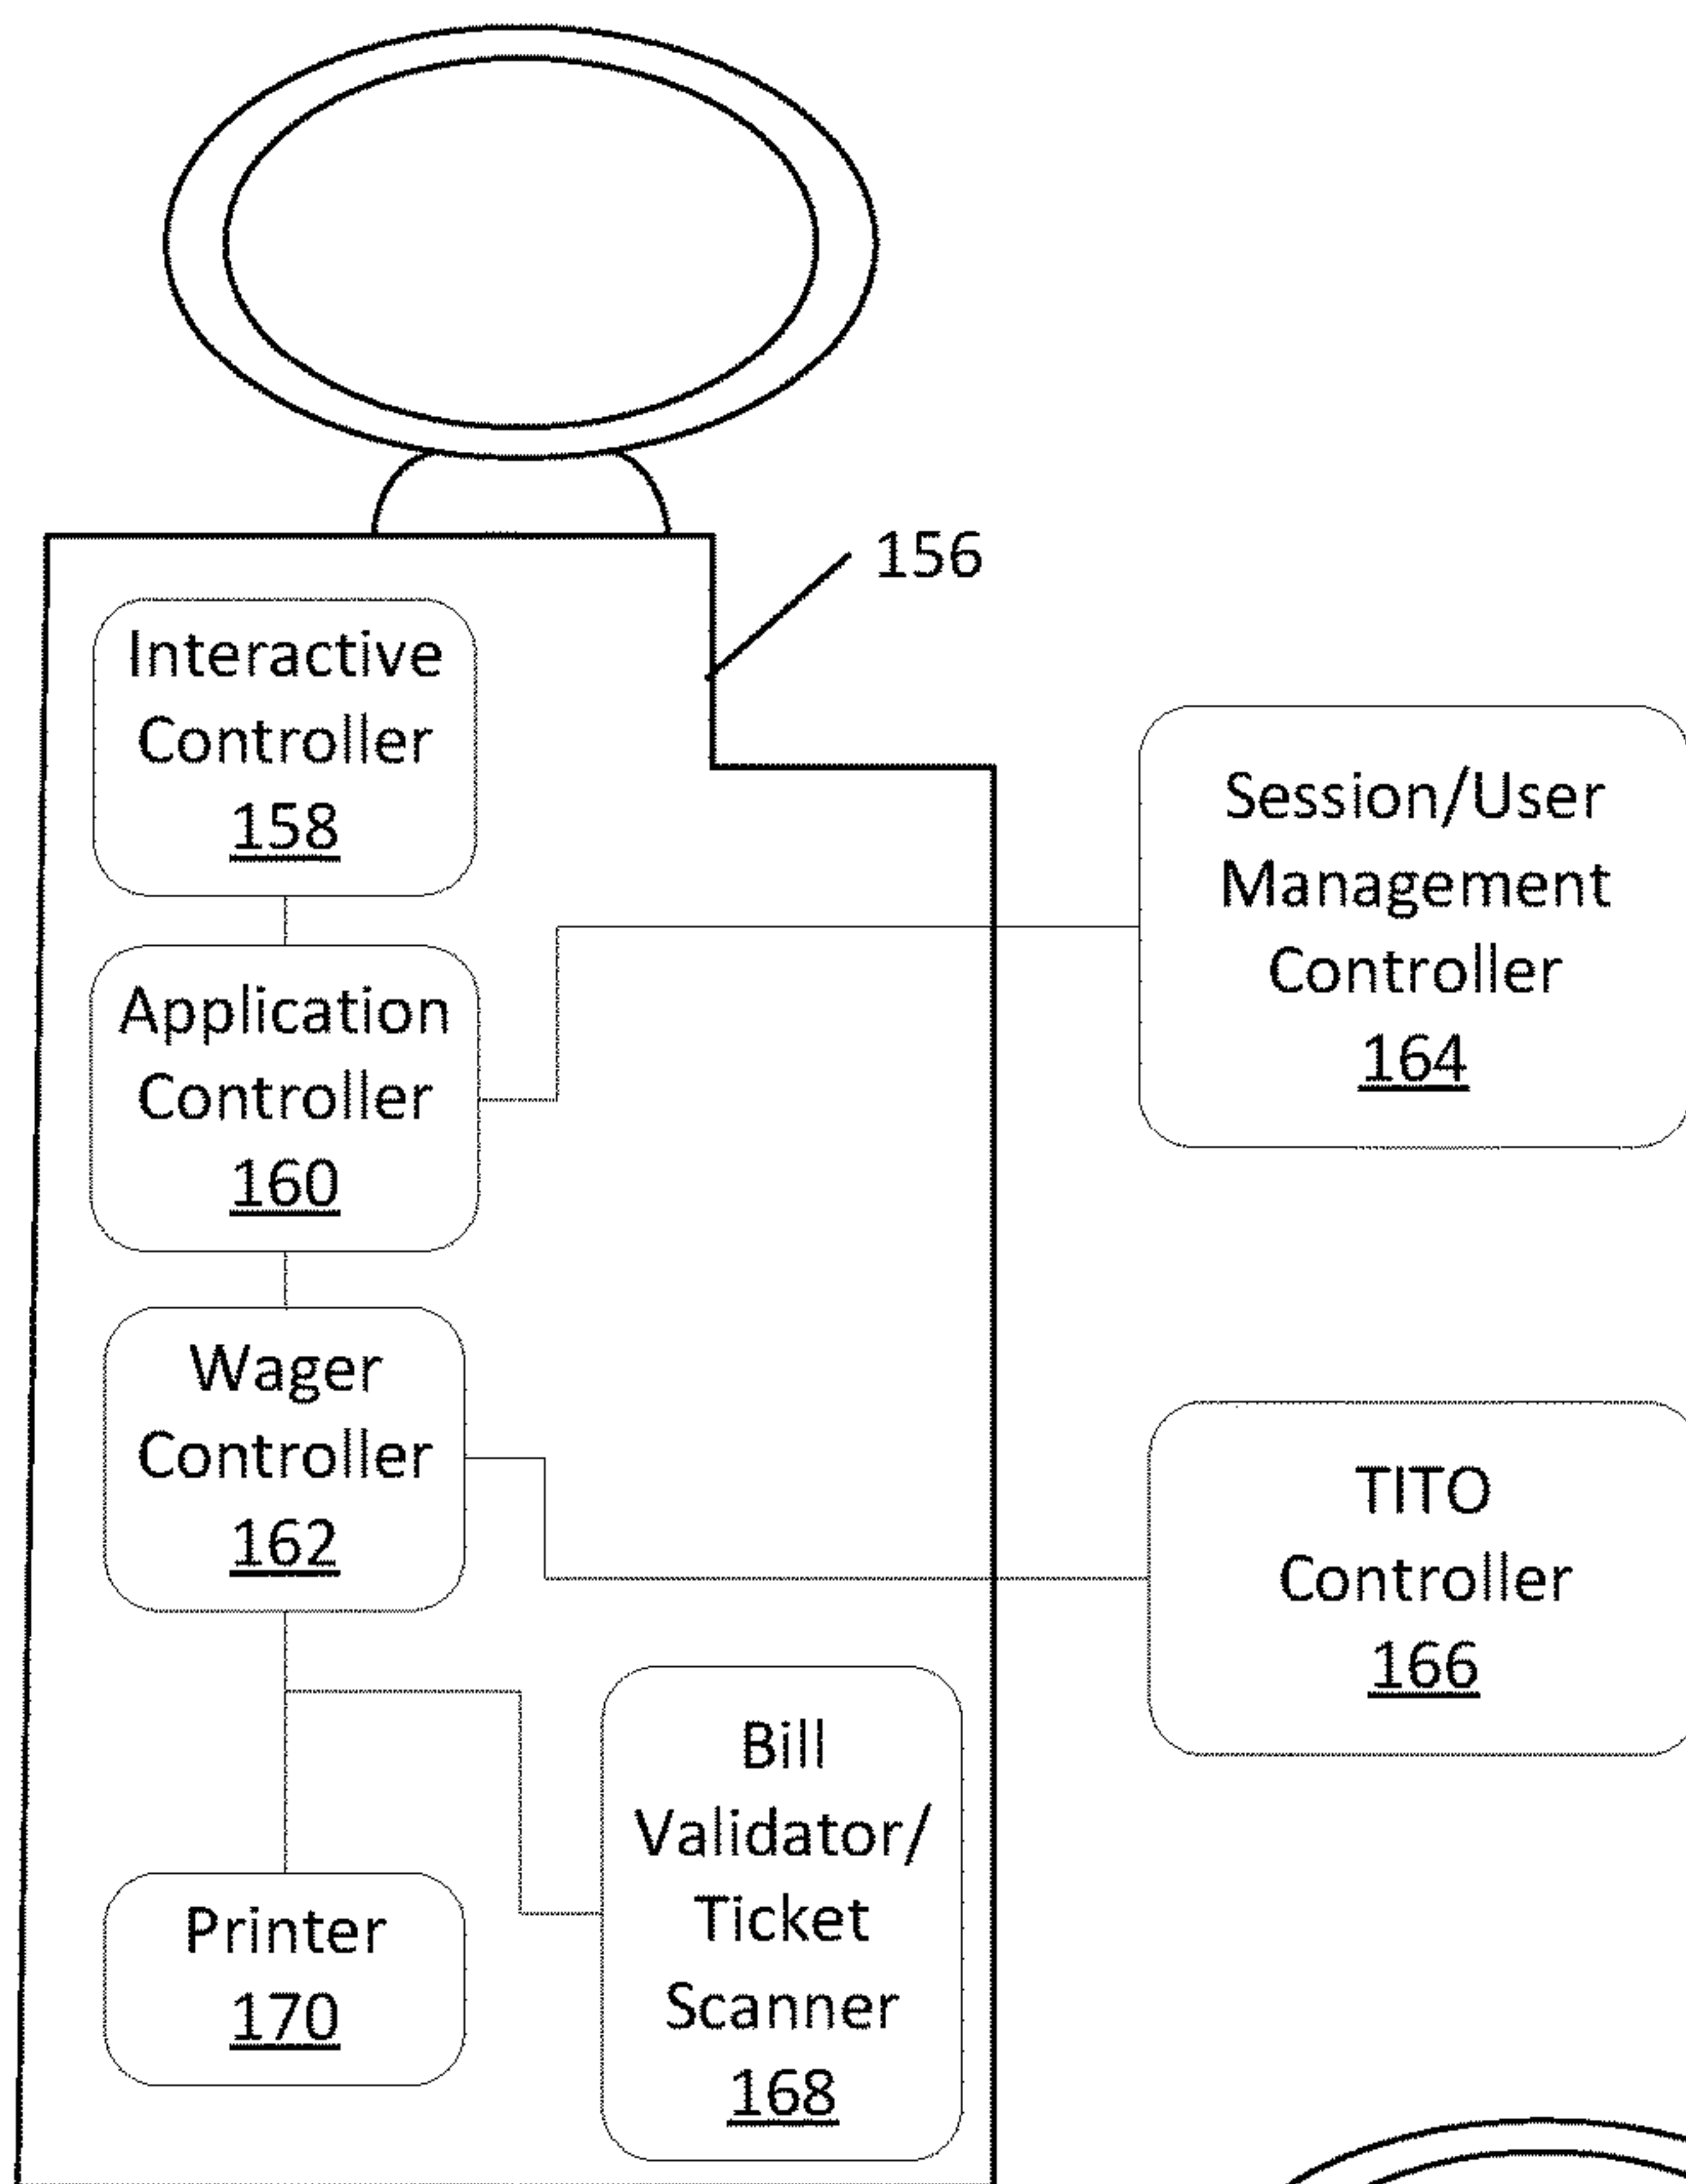 156
Interactive
Controller
158
Application
Controller
160
Wager
Controller
162
Printer
170
Bill
Validator/
Ticket
Scanner
168
Session/User
Management
Controller
164
TITO
Controller
166